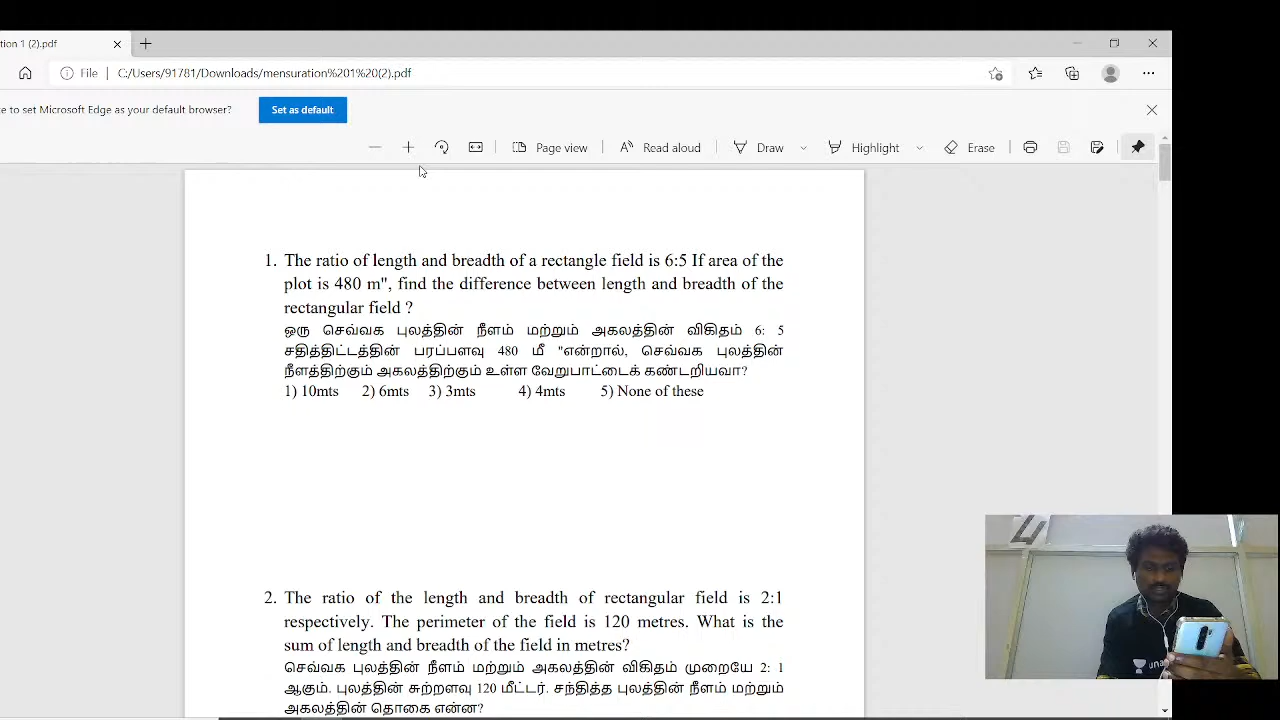 tion 1 (2).pdf
File C:/Users/91781/Downloads/mensuration%201%20(2).pdf
e to set Microsoft Edge as your default browser? Set as default
Page view Read aloud Draw Highlight Erase
1. The ratio of length and breadth of a rectangle field is 6:5 If area of the
plot is 480 m", find the difference between length and breadth of the
rectangular field ?
ஒரு செவ்வக புலத்தின் நீளம் மற்றும் அகலத்தின் விகிதம் 6: 5
சதித்திட்டத்தின் பரப்பளவு 480 மீ "என்றால், செவ்வக புலத்தின்
நீளத்திற்கும் அகலத்திற்கும் உள்ள வேறுபாட்டைக் கண்டறியவா?
1) 10mts 2) 6mts 3) 3mts 4) 4mts 5) None of these
2. The ratio of the length and breadth of rectangular field is 2:1
respectively. The perimeter of the field is 120 metres. What is the
sum of length and breadth of the field in metres?
செவ்வக புலத்தின் நீளம் மற்றும் அகலத்தின் விகிதம் முறையே 2: 1
ஆகும். புலத்தின் சுற்றளவு 120 மீட்டர். சந்தித்த புலத்தின் நீளம் மற்றும்
அகலத்தின் தொகை என்ன?
una